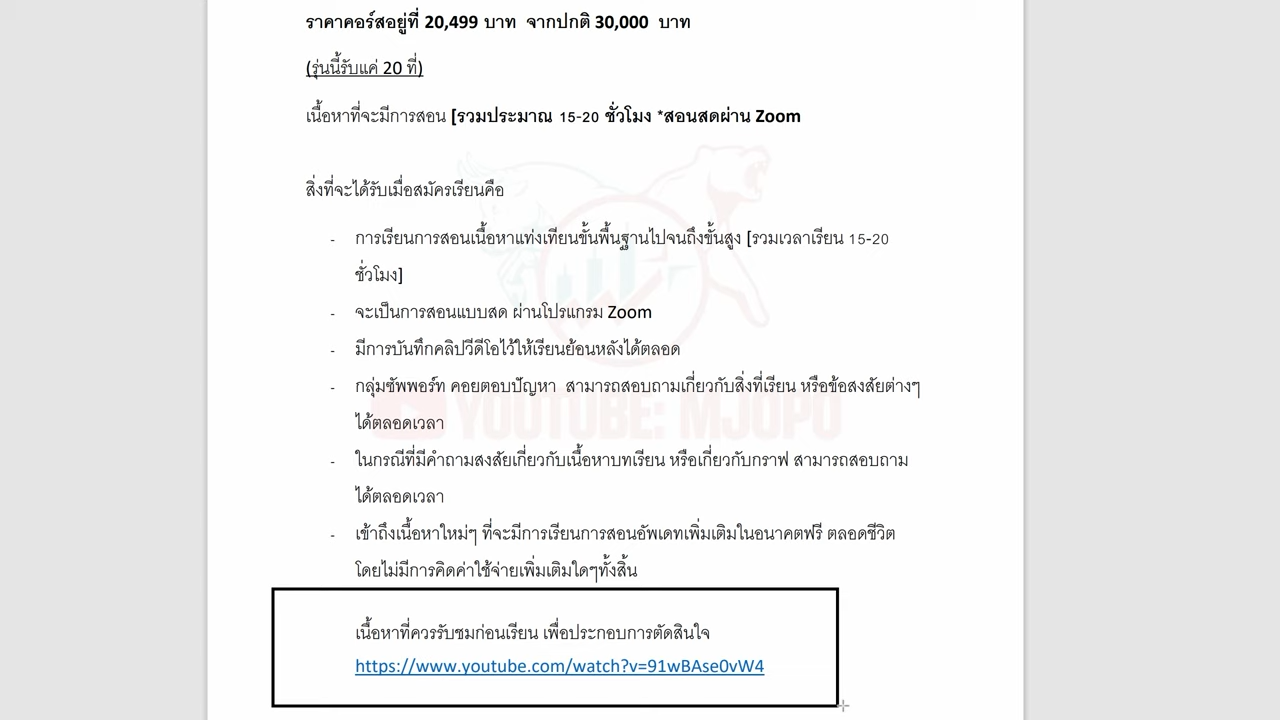 ราคาคอร์สอยู่ที่ 20,499 บาท จากปกติ 30,000 บาท
(รุ่นนี้รับแค่ 20 ที่)
เนื้อหาที่จะมีการสอน [รวมประมาณ 15-20 ชั่วโมง *สอนสดผ่าน Zoom
สิ่งที่จะได้รับเมื่อสมัครเรียนคือ
- การเรียนการสอนเนื้อหาแท่งเทียนขั้นพื้นฐานไปจนถึงขั้นสูง [รวมเวลาเรียน 15-20
ชั่วโมง]
- จะเป็นการสอนแบบสด ผ่านโปรแกรม Zoom
- มีการบันทึกคลิปวีดีโอไว้ให้เรียนย้อนหลังได้ตลอด
- กลุ่มซัพพอร์ท คอยตอบปัญหา สามารถสอบถามเกี่ยวกับสิ่งที่เรียน หรือข้อสงสัยต่างๆ
YOUTUBE: MJOPO
ได้ตลอดเวลา
- ในกรณีที่มีคำถามสงสัยเกี่ยวกับเนื้อหาบทเรียน หรือเกี่ยวกับกราฟ สามารถสอบถาม
ได้ตลอดเวลา
- เข้าถึงเนื้อหาใหม่ๆ ที่จะมีการเรียนการสอนอัพเดทเพิ่มเติมในอนาคตฟรี ตลอดชีวิต
โดยไม่มีการคิดค่าใช้จ่ายเพิ่มเติมใดๆทั้งสิ้น
เนื้อหาที่ควรรับชมก่อนเรียน เพื่อประกอบการตัดสินใจ
https://www.youtube.com/watch?v=91wBAse0vW4